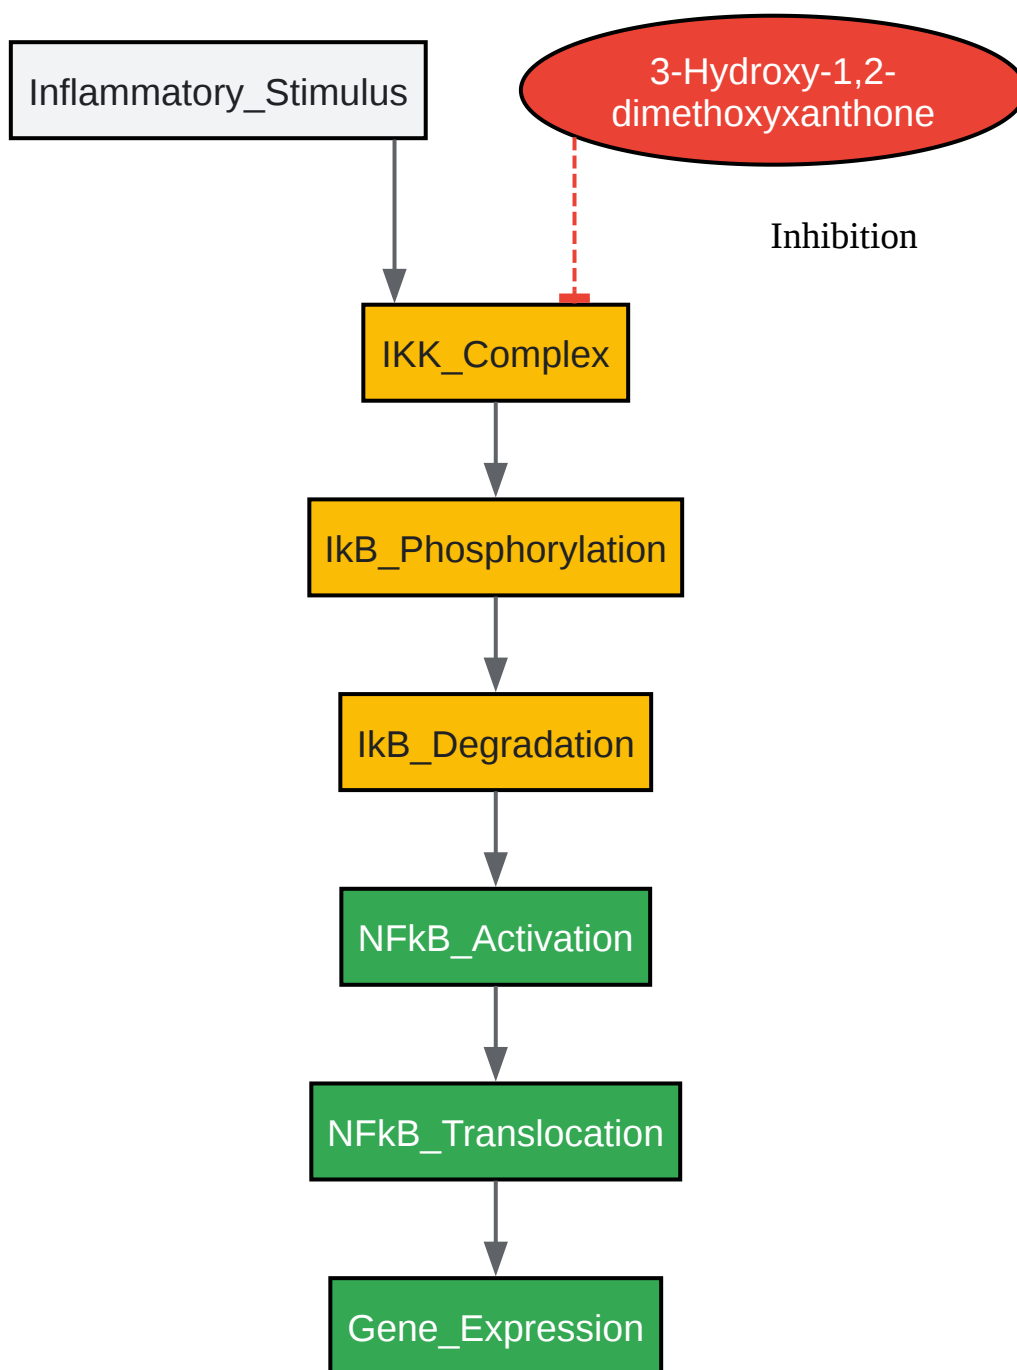 Inflammatory_Stimulus
3-Hydroxy-1,2-
dimethoxyxanthone
Inhibition
IKK_Complex
IkB_Phosphorylation
IkB_Degradation
NFkB_Activation
NFkB_Translocation
Gene_Expression